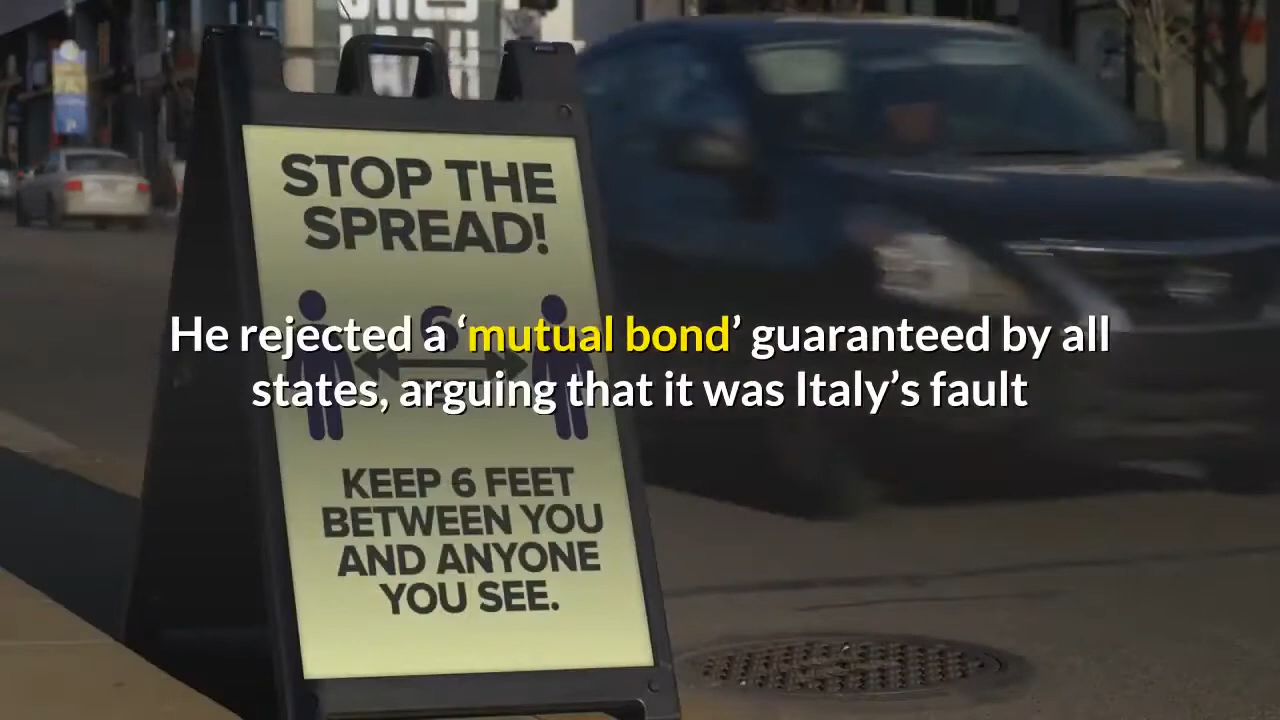 STOP THE
SPREAD!
6
He rejected a ‘mutual bond’ guaranteed by all
states, arguing that it was Italy’s fault
KEEP 6 FEET
BETWEEN YOU
AND ANYONE
YOU SEE.